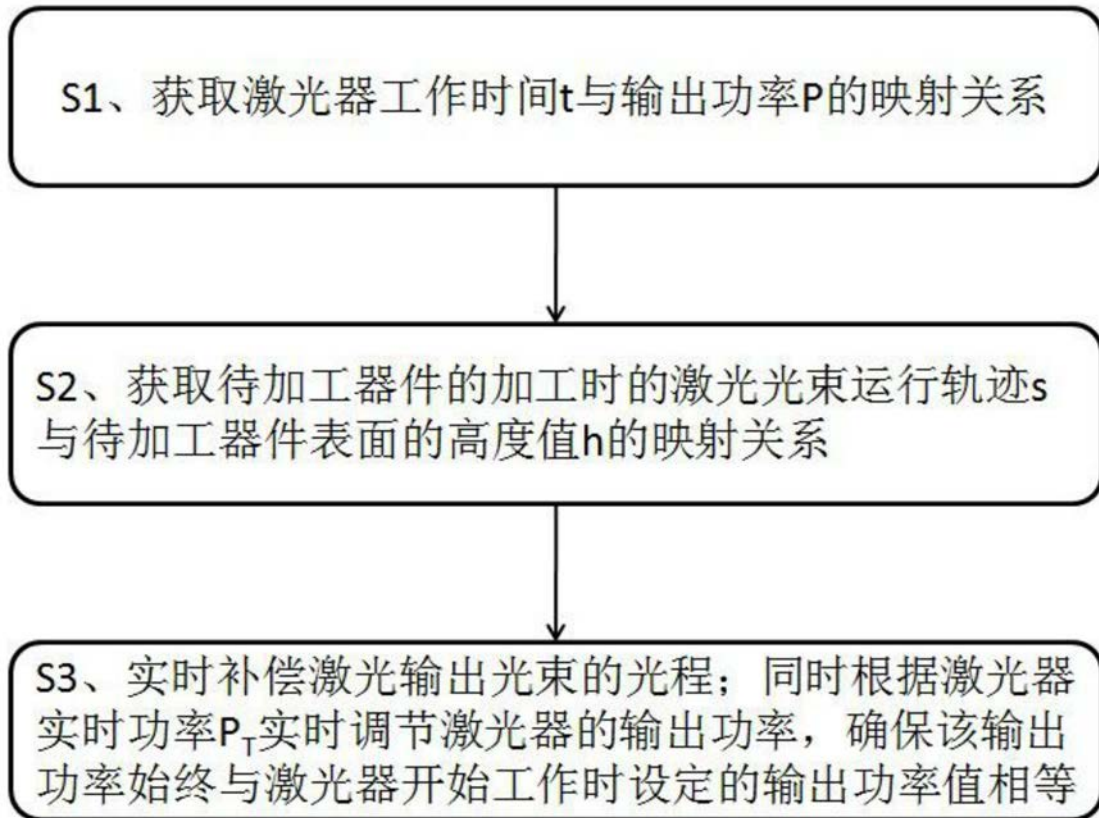 S1、获取激光器工作时间t与输出功率P的映射关系
S2、获取待加工器件的加工时的激光光束运行轨迹s
与待加工器件表面的高度值h的映射关系
S3、实时补偿激光输出光束的光程；同时根据激光器
实时功率P_T实时调节激光器的输出功率，确保该输出
功率始终与激光器开始工作时设定的输出功率值相等